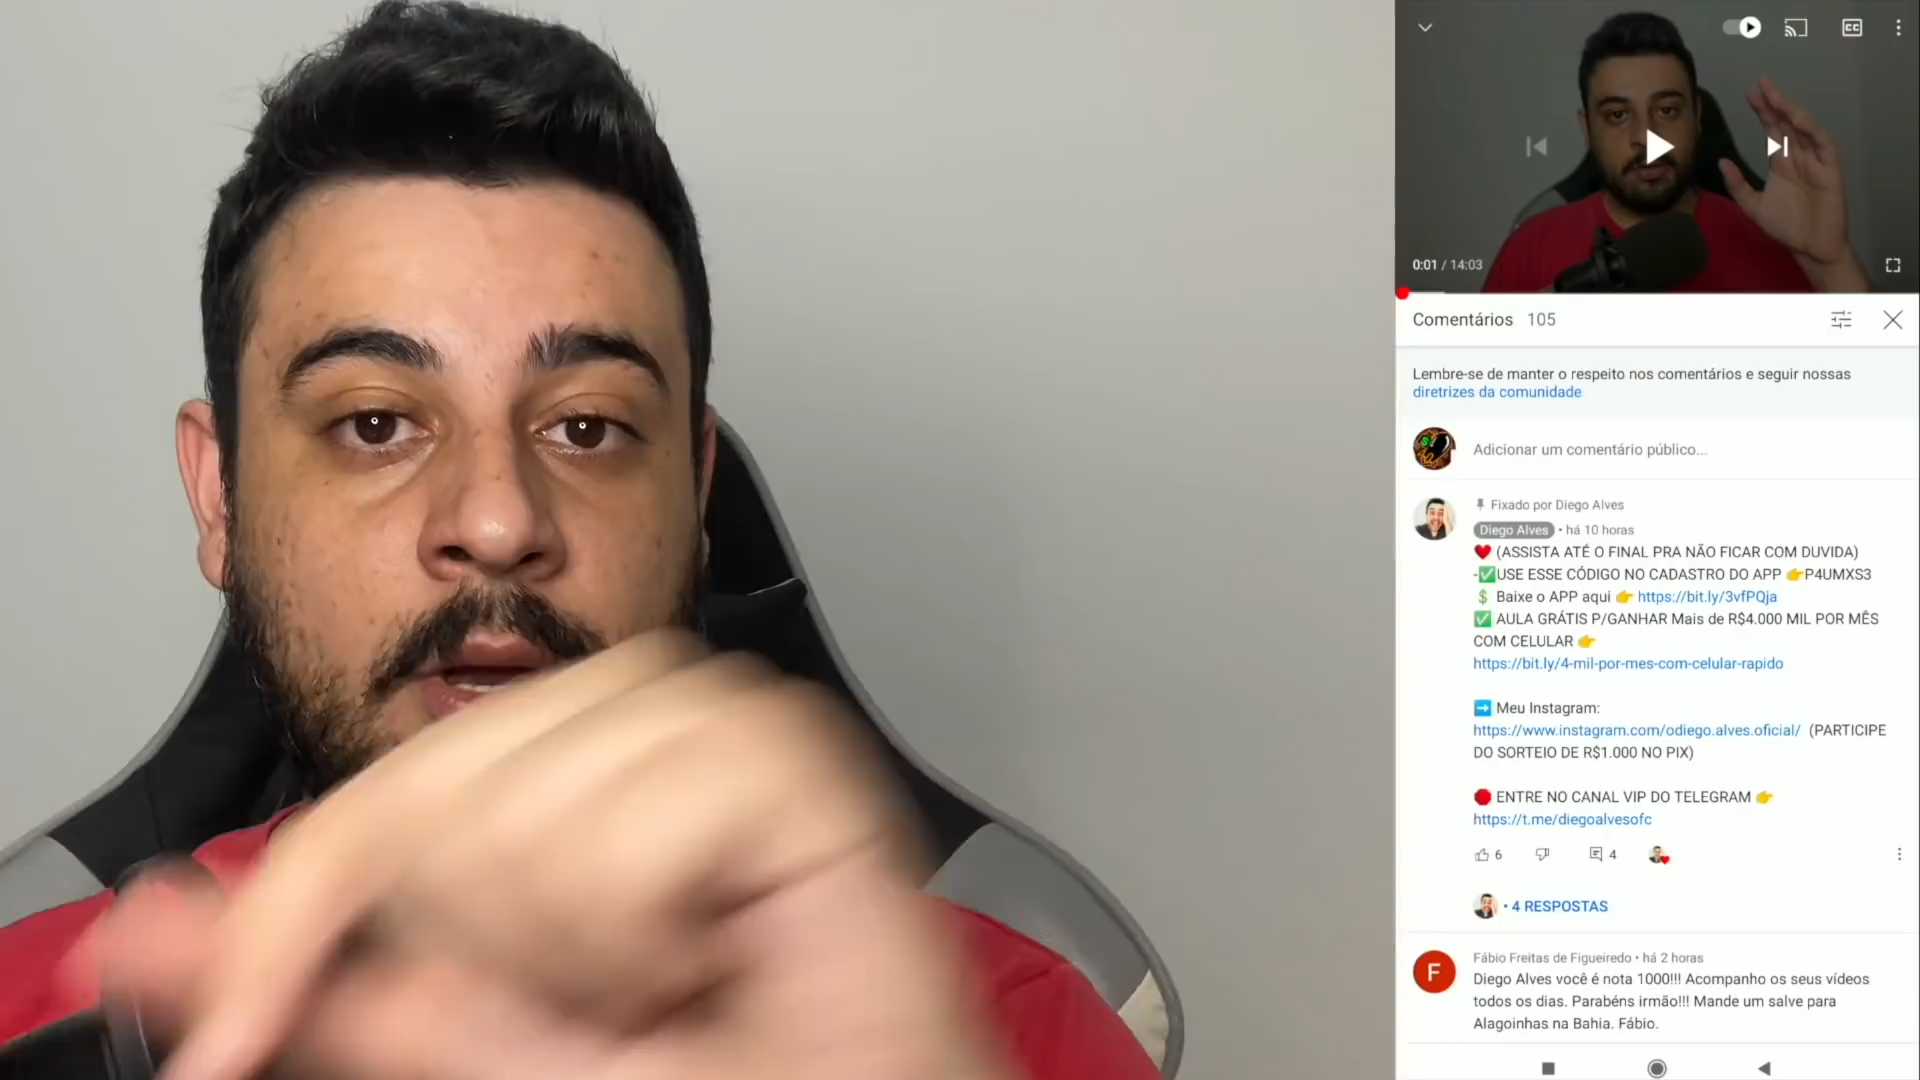 CC
0:01 / 14:03
Comentários 105
Lembre-se de manter o respeito nos comentários e seguir nossas
diretrizes da comunidade
Adicionar um comentário público...
Fixado por Diego Alves
Diego Alves • há 10 horas
❤️ (ASSISTA ATÉ O FINAL PRA NÃO FICAR COM DUVIDA)
-✅USE ESSE CÓDIGO NO CADASTRO DO APP 👉P4UMXS3
💲 Baixe o APP aqui 👉 https://bit.ly/3vfPQja
✅ AULA GRÁTIS P/GANHAR Mais de R$4.000 MIL POR MÊS
COM CELULAR 👉
https://bit.ly/4-mil-por-mes-com-celular-rapido
➡️ Meu Instagram:
https://www.instagram.com/odiego.alves.oficial/ (PARTICIPE
DO SORTEIO DE R$1.000 NO PIX)
🛑 ENTRE NO CANAL VIP DO TELEGRAM 👉
https://t.me/diegoalvesofc
6 4
• 4 RESPOSTAS
F
Fábio Freitas de Figueiredo • há 2 horas
Diego Alves você é nota 1000!!! Acompanho os seus vídeos
todos os dias. Parabéns irmão!!! Mande um salve para
Alagoinhas na Bahia. Fábio.